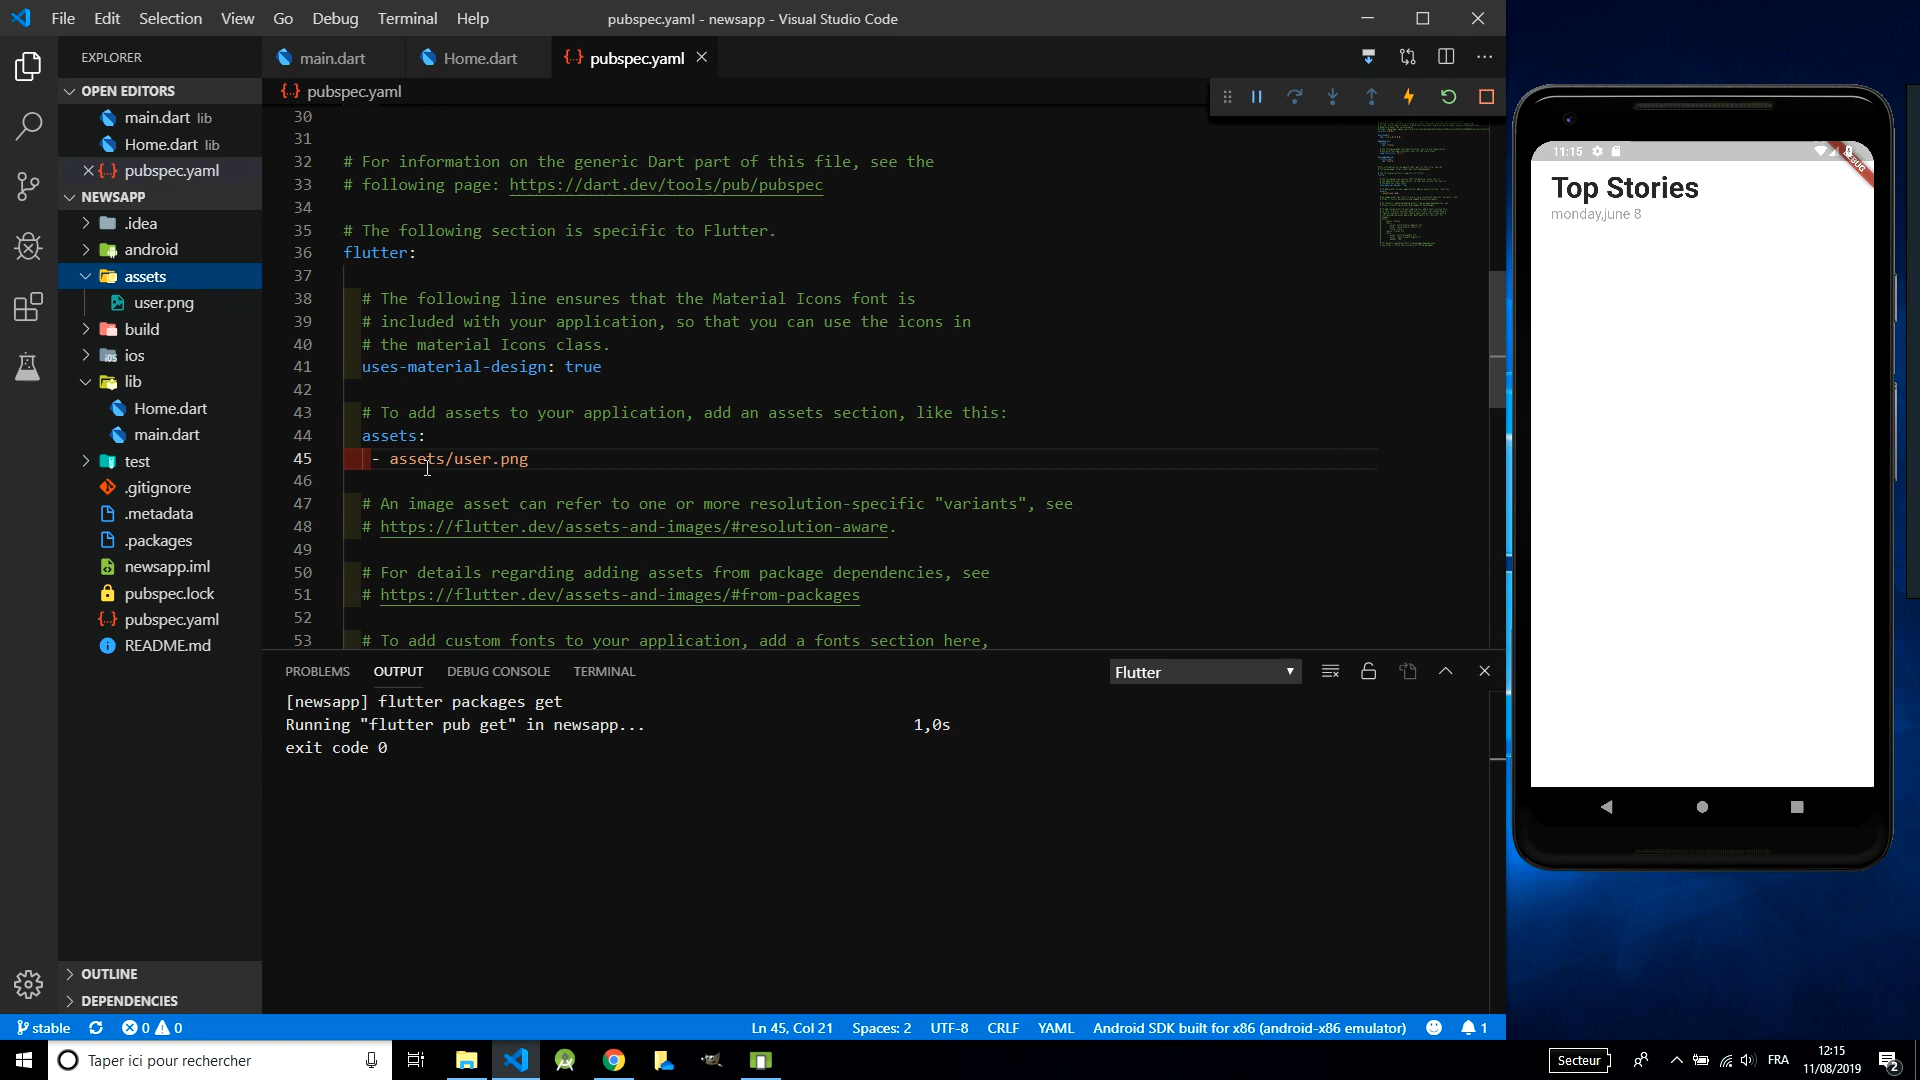 File Edit Selection View Go Debug Terminal Help
pubspec.yaml - newsapp - Visual Studio Code
EXPLORER
OPEN EDITORS
main.dart lib
Home.dart lib
pubspec.yaml
NEWSAPP
.idea
android
assets
user.png
build
ios
lib
Home.dart
main.dart
test
.gitignore
.metadata
.packages
newsapp.iml
pubspec.lock
pubspec.yaml
README.md
OUTLINE
DEPENDENCIES
main.dart Home.dart pubspec.yaml
pubspec.yaml
30
31
32 # For information on the generic Dart part of this file, see the
33 # following page: https://dart.dev/tools/pub/pubspec
34
35 # The following section is specific to Flutter.
36 flutter:
37
38 # The following line ensures that the Material Icons font is
39 # included with your application, so that you can use the icons in
40 # the material Icons class.
41 uses-material-design: true
42
43 # To add assets to your application, add an assets section, like this:
44 assets:
45 - assets/user.png
46
47 # An image asset can refer to one or more resolution-specific "variants", see
48 # https://flutter.dev/assets-and-images/#resolution-aware.
49
50 # For details regarding adding assets from package dependencies, see
51 # https://flutter.dev/assets-and-images/#from-packages
52
53 # To add custom fonts to your application, add a fonts section here,
PROBLEMS OUTPUT DEBUG CONSOLE TERMINAL
Flutter
[newsapp] flutter packages get
Running "flutter pub get" in newsapp... 1,0s
exit code 0
11:15
DEBUG
Top Stories
monday,june 8
stable 0 0 Ln 45, Col 21 Spaces: 2 UTF-8 CRLF YAML Android SDK built for x86 (android-x86 emulator) 1
Taper ici pour rechercher
Secteur
FRA
12:15
11/08/2019
2